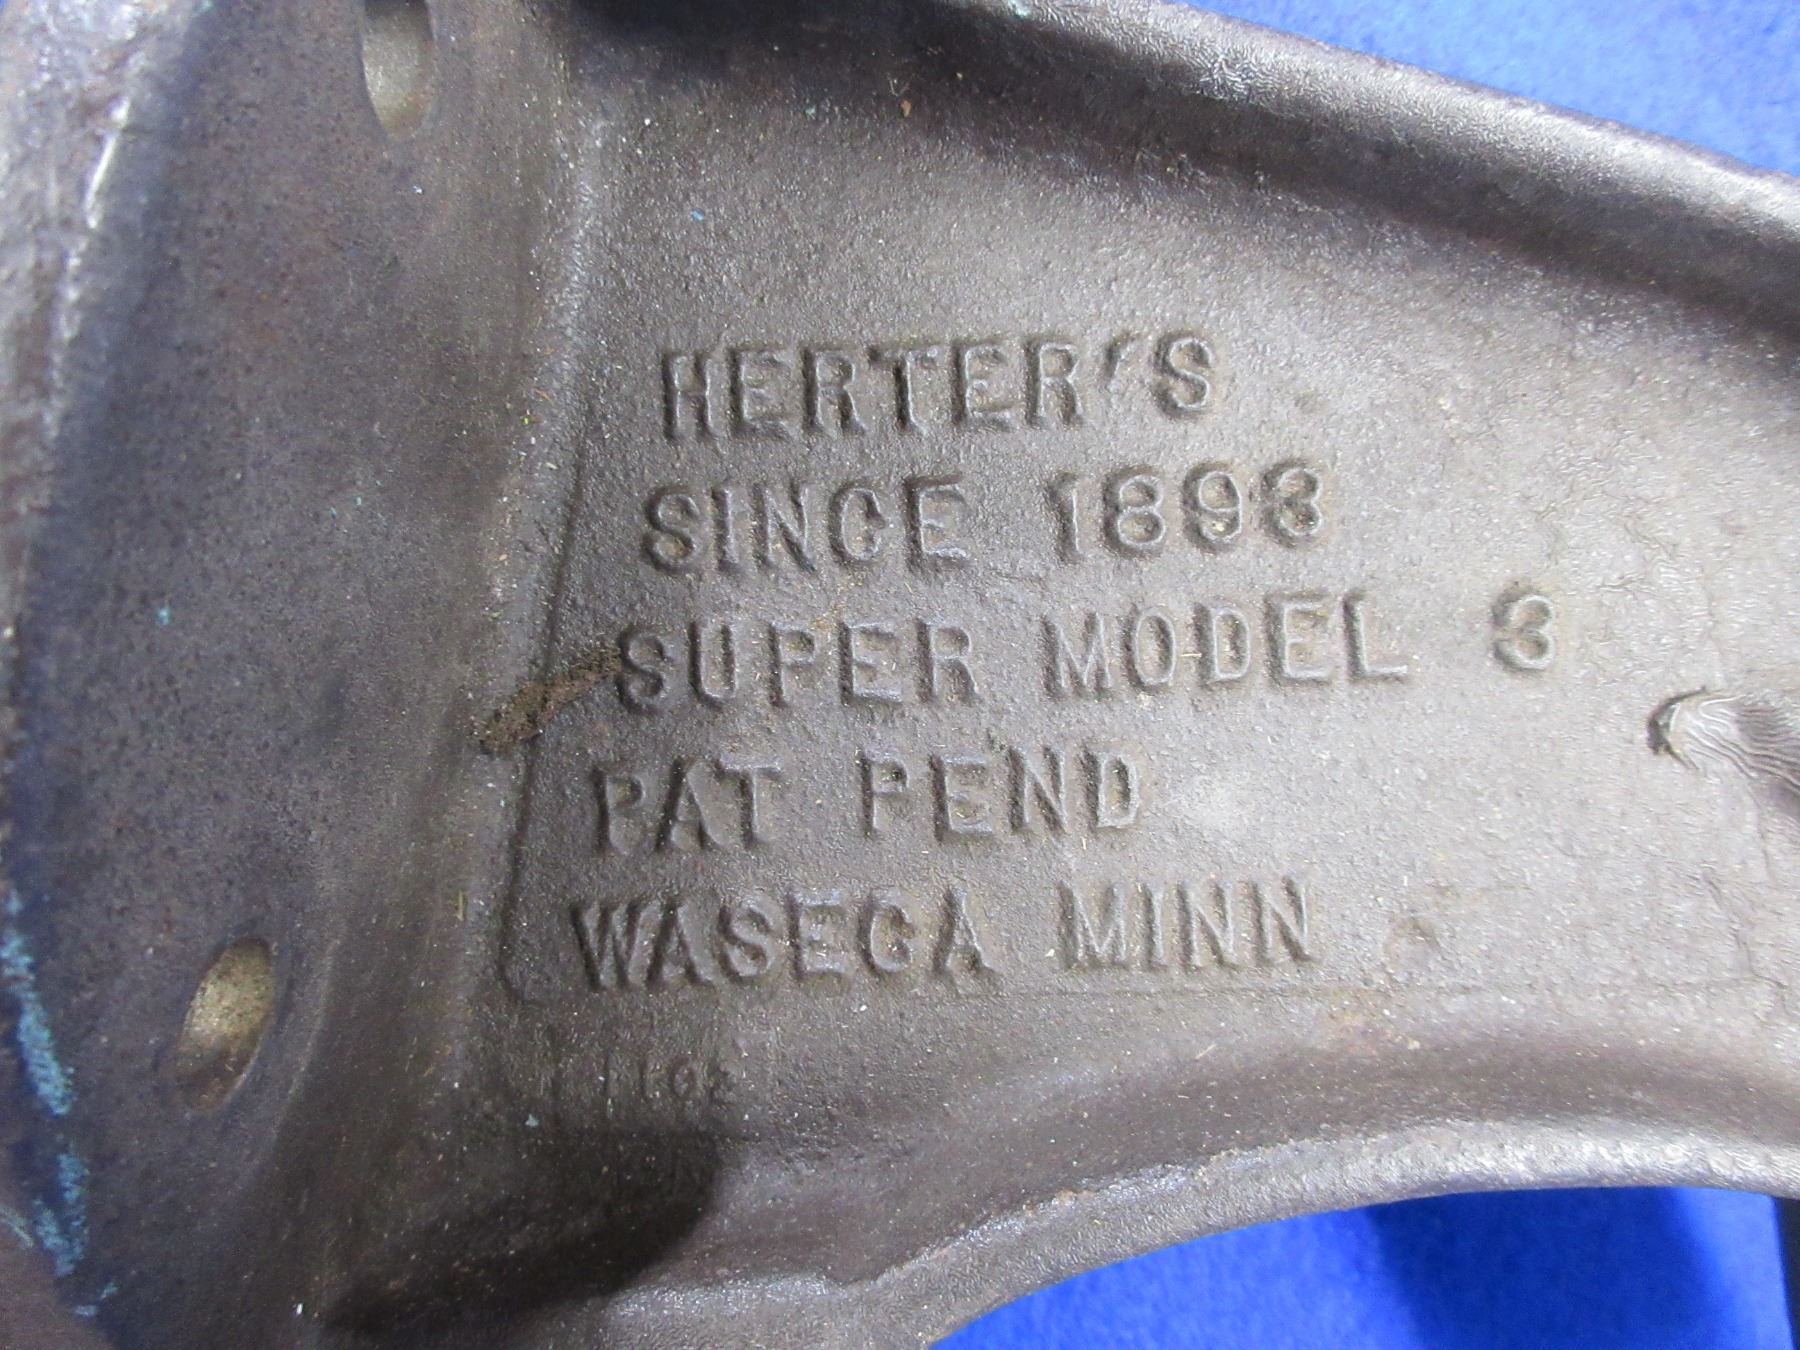 HERTER'S
SINCE 1893
SUPER MODEL 3
PAT PEND
WASECA MINN